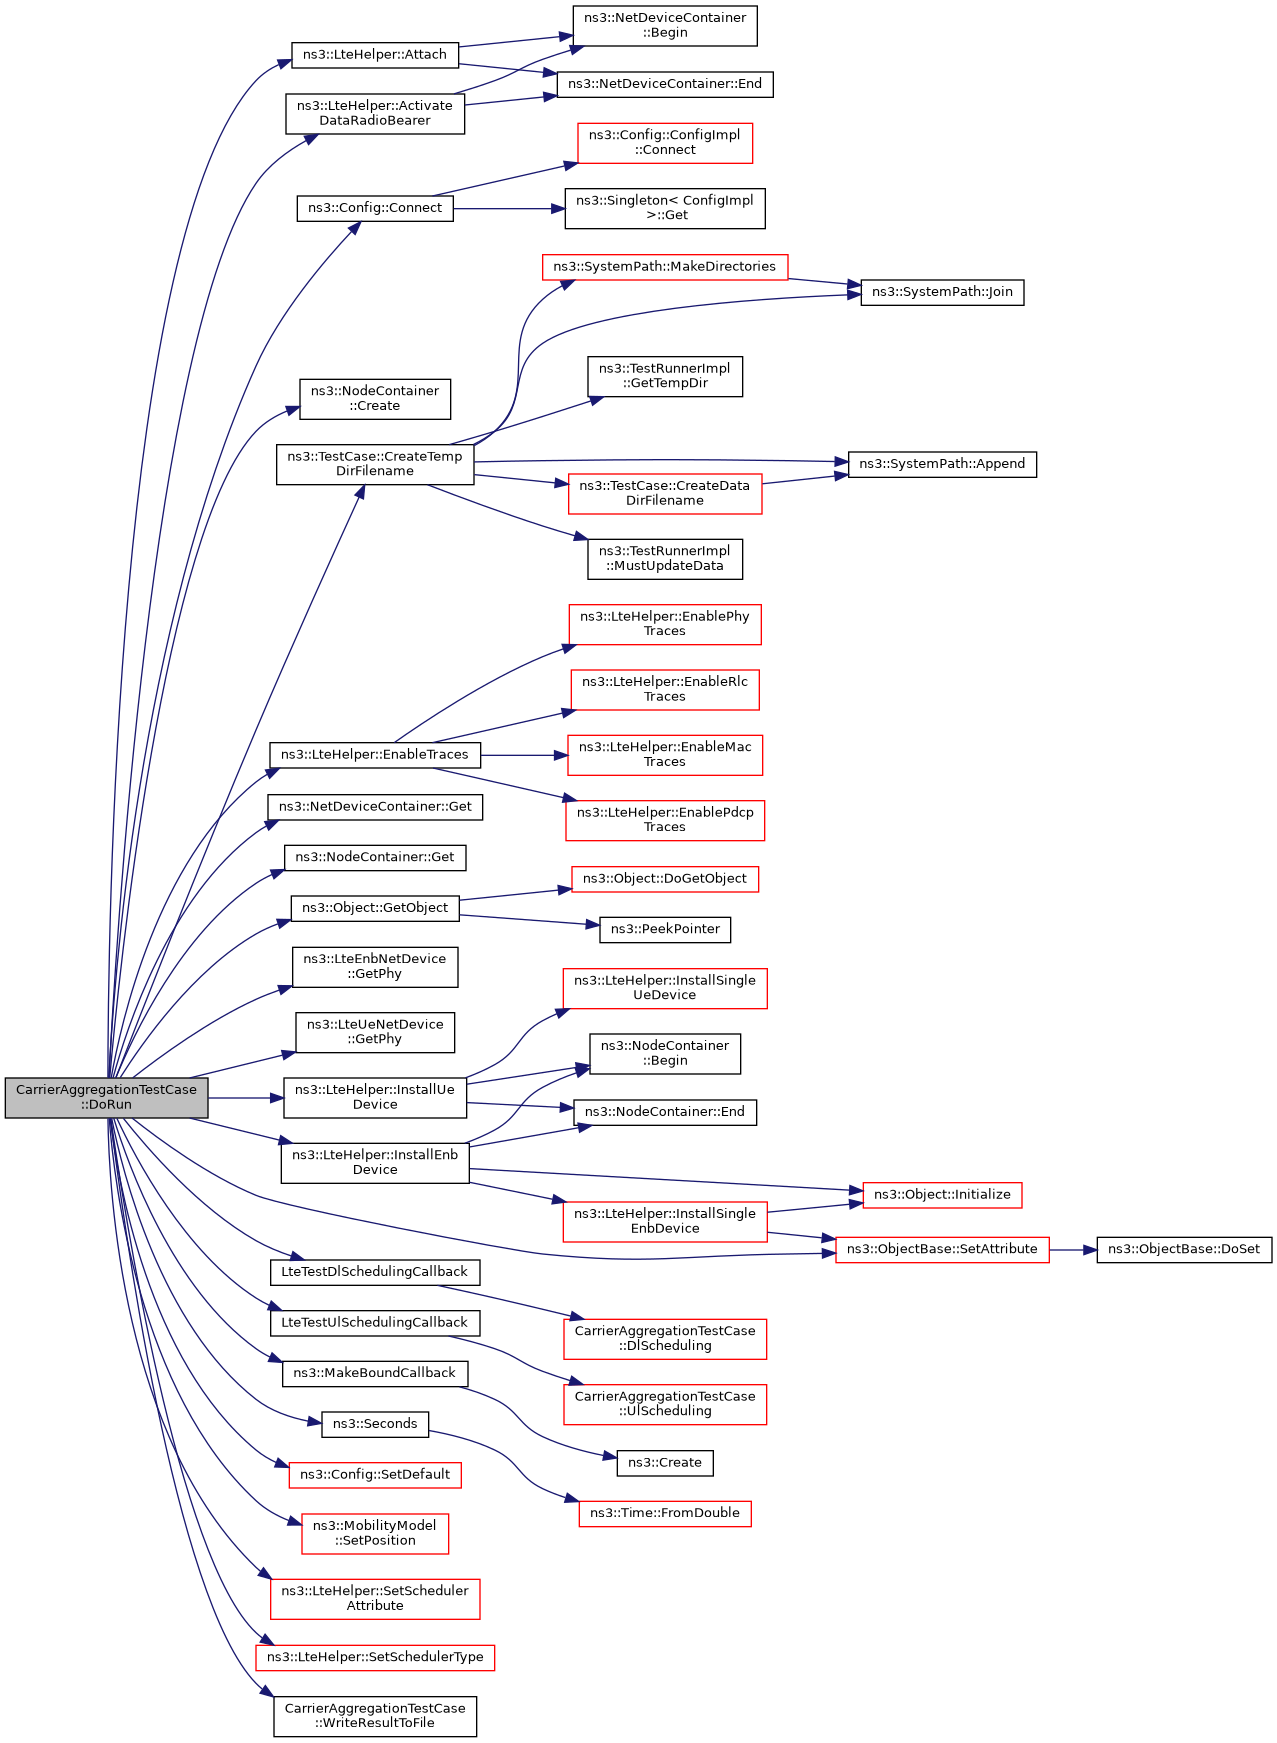 ns3::NetDeviceContainer
::Begin
ns3::LteHelper::Attach
ns3::NetDeviceContainer::End
ns3::LteHelper::Activate
DataRadioBearer
ns3::Config::ConfigImpl
::Connect
ns3::Config::Connect
ns3::Singleton< ConfigImpl
>::Get
ns3::SystemPath::MakeDirectories
ns3::SystemPath::Join
ns3::TestRunnerImpl
::GetTempDir
ns3::NodeContainer
::Create
ns3::TestCase::CreateTemp
DirFilename
ns3::SystemPath::Append
ns3::TestCase::CreateData
DirFilename
ns3::TestRunnerImpl
::MustUpdateData
ns3::LteHelper::EnablePhy
Traces
ns3::LteHelper::EnableRlc
Traces
ns3::LteHelper::EnableTraces
ns3::LteHelper::EnableMac
Traces
ns3::LteHelper::EnablePdcp
Traces
ns3::NetDeviceContainer::Get
ns3::NodeContainer::Get
ns3::Object::DoGetObject
ns3::Object::GetObject
ns3::PeekPointer
ns3::LteEnbNetDevice
::GetPhy
ns3::LteHelper::InstallSingle
UeDevice
ns3::LteUeNetDevice
::GetPhy
ns3::NodeContainer
::Begin
CarrierAggregationTestCase
::DoRun
ns3::LteHelper::InstallUe
Device
ns3::NodeContainer::End
ns3::LteHelper::InstallEnb
Device
ns3::Object::Initialize
ns3::LteHelper::InstallSingle
EnbDevice
ns3::ObjectBase::SetAttribute
ns3::ObjectBase::DoSet
LteTestDlSchedulingCallback
LteTestUlSchedulingCallback
CarrierAggregationTestCase
::DlScheduling
ns3::MakeBoundCallback
CarrierAggregationTestCase
::UlScheduling
ns3::Seconds
ns3::Create
ns3::Config::SetDefault
ns3::Time::FromDouble
ns3::MobilityModel
::SetPosition
ns3::LteHelper::SetScheduler
Attribute
ns3::LteHelper::SetSchedulerType
CarrierAggregationTestCase
::WriteResultToFile